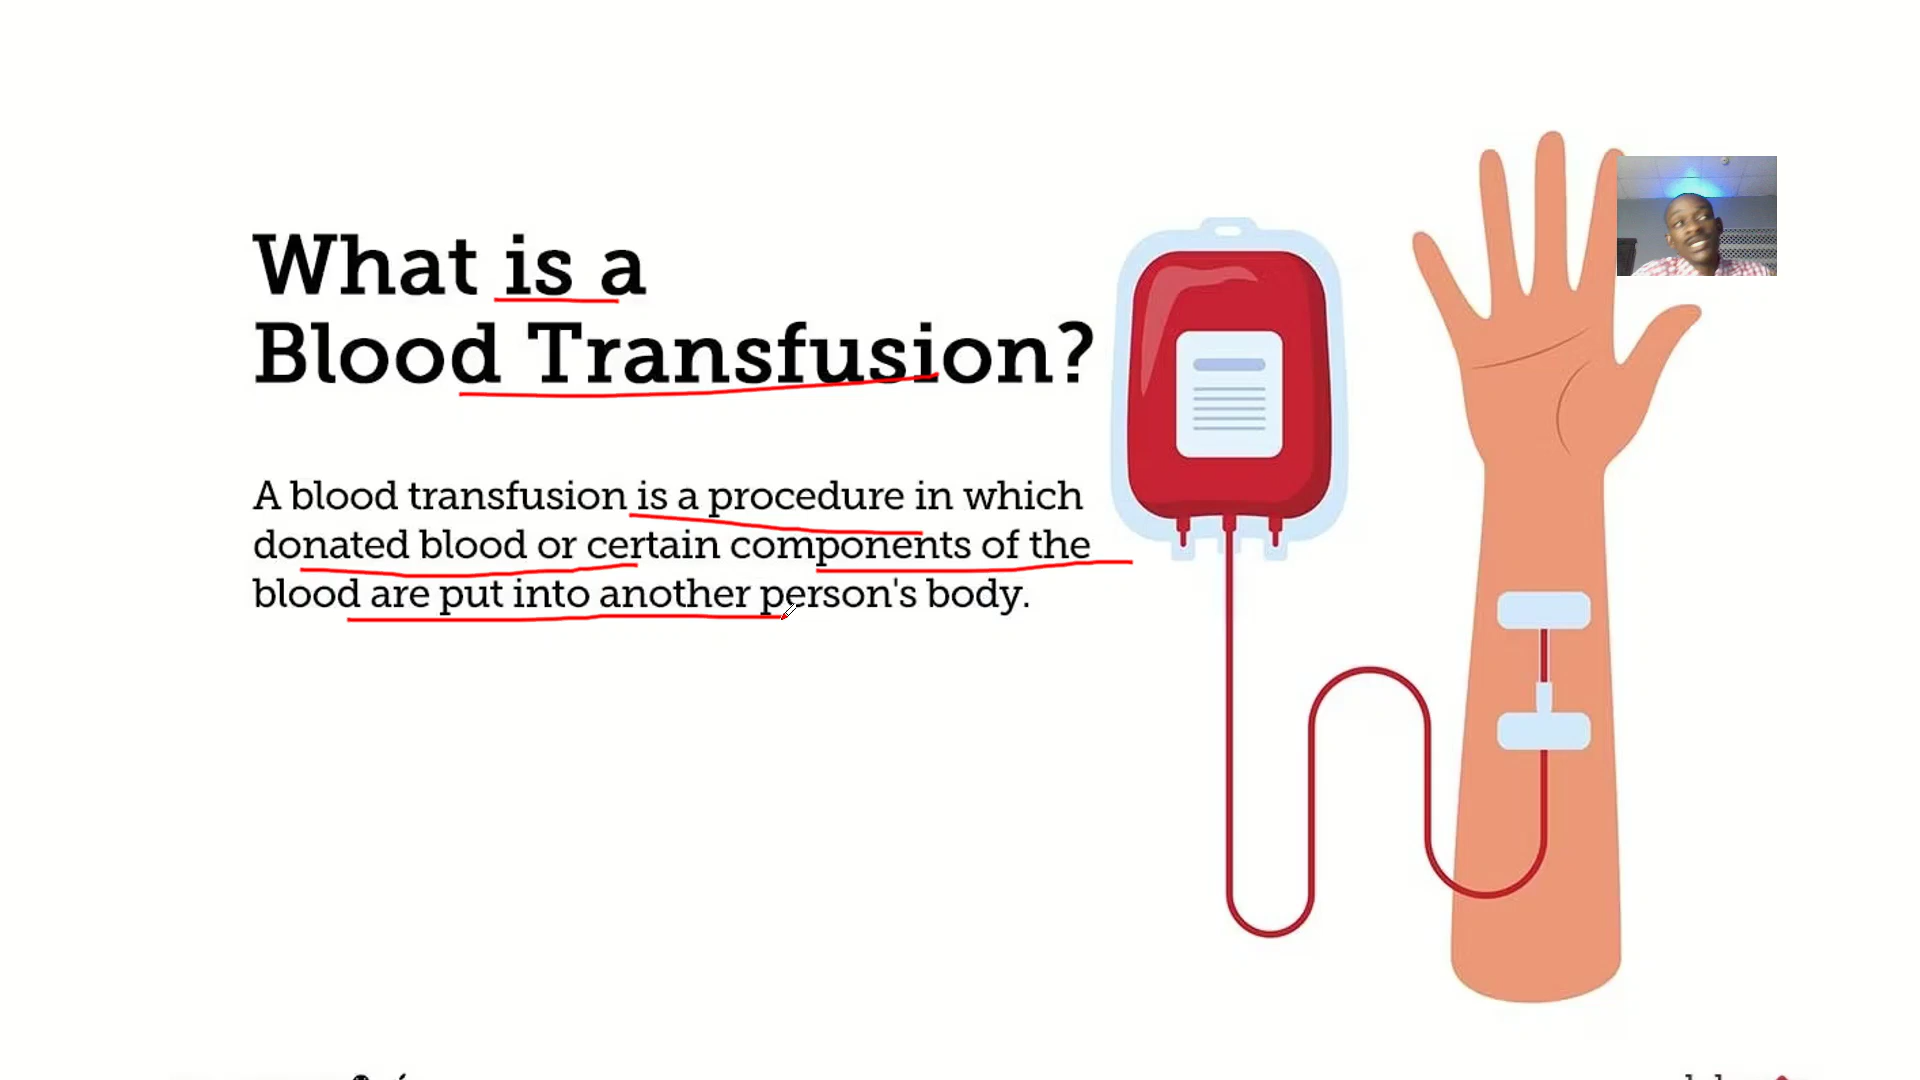 What is a
Blood Transfusion?
A blood transfusion is a procedure in which
donated blood or certain components of the
blood are put into another person's body.